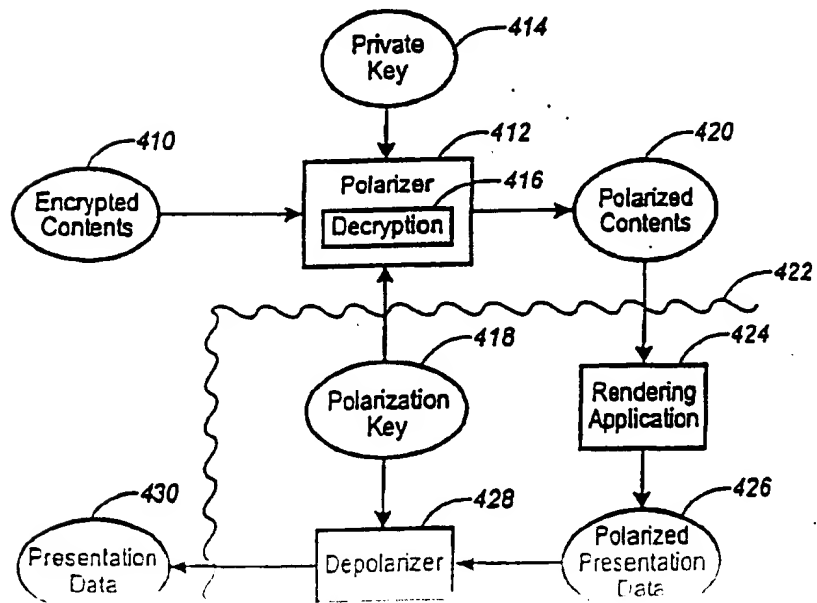 Private
Key
414
410
412
420
Encrypted
Contents
Polarizer
416
Decryption
Polarized
Contents
422
418
424
Polarization
Key
Rendering
Application
430
428
426
Presentation
Data
Depolarizer
Polarized
Presentation
Data